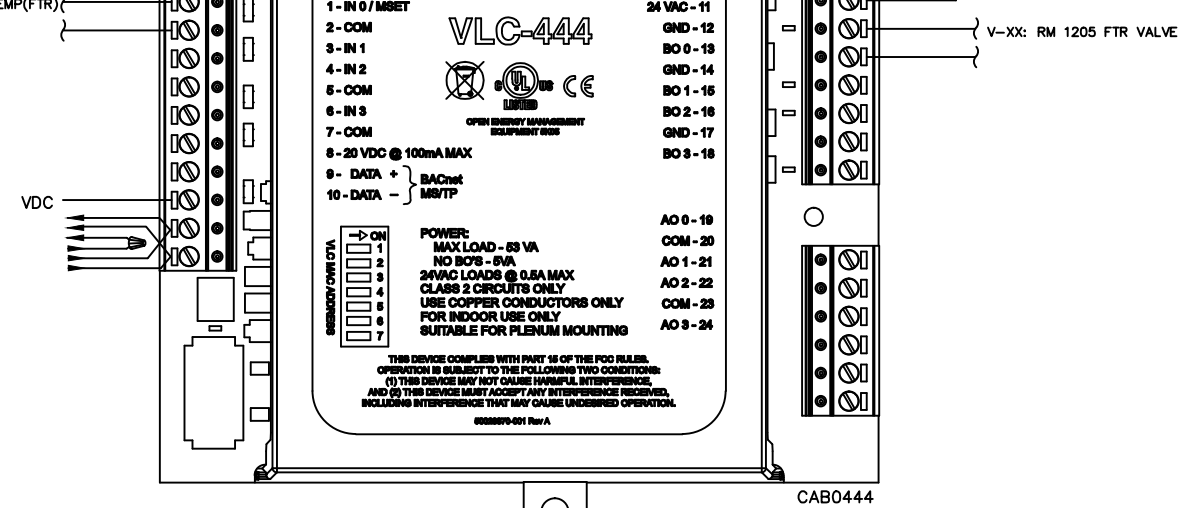 EMP(FTR)
1 - IN 0 / MSET
2 - COM
3 - IN 1
4 - IN 2
5 - COM
6 - IN 3
7 - COM
8 - 20 VDC @ 100mA MAX
9 - DATA +
10 - DATA –
BACnet
MS/TP
VLC-444
C UL US
LISTED
CE
OPEN ENERGY MANAGEMENT
24 VAC - 11
GND - 12
BO 0 - 13
GND - 14
BO 1 - 15
BO 2 - 16
GND - 17
BO 3 - 18
V-XX: RM 1205 FTR VALVE
VDC
VLC MAC ADDRESS
ON
1
2
3
4
5
6
7
POWER:
MAX LOAD - 53 VA
NO BO'S - 5VA
24VAC LOADS @ 0.5A MAX
CLASS 2 CIRCUITS ONLY
USE COPPER CONDUCTORS ONLY
FOR INDOOR USE ONLY
SUITABLE FOR PLENUM MOUNTING
AO 0 - 19
COM - 20
AO 1 - 21
AO 2 - 22
COM - 23
AO 3 - 24
THIS DEVICE COMPLIES WITH PART 15 OF THE FCC RULES.
OPERATION IS SUBJECT TO THE FOLLOWING TWO CONDITIONS:
(1) THIS DEVICE MAY NOT CAUSE HARMFUL INTERFERENCE,
AND (2) THIS DEVICE MUST ACCEPT ANY INTERFERENCE RECEIVED,
INCLUDING INTERFERENCE THAT MAY CAUSE UNDESIRED OPERATION.
Rev A
CAB0444